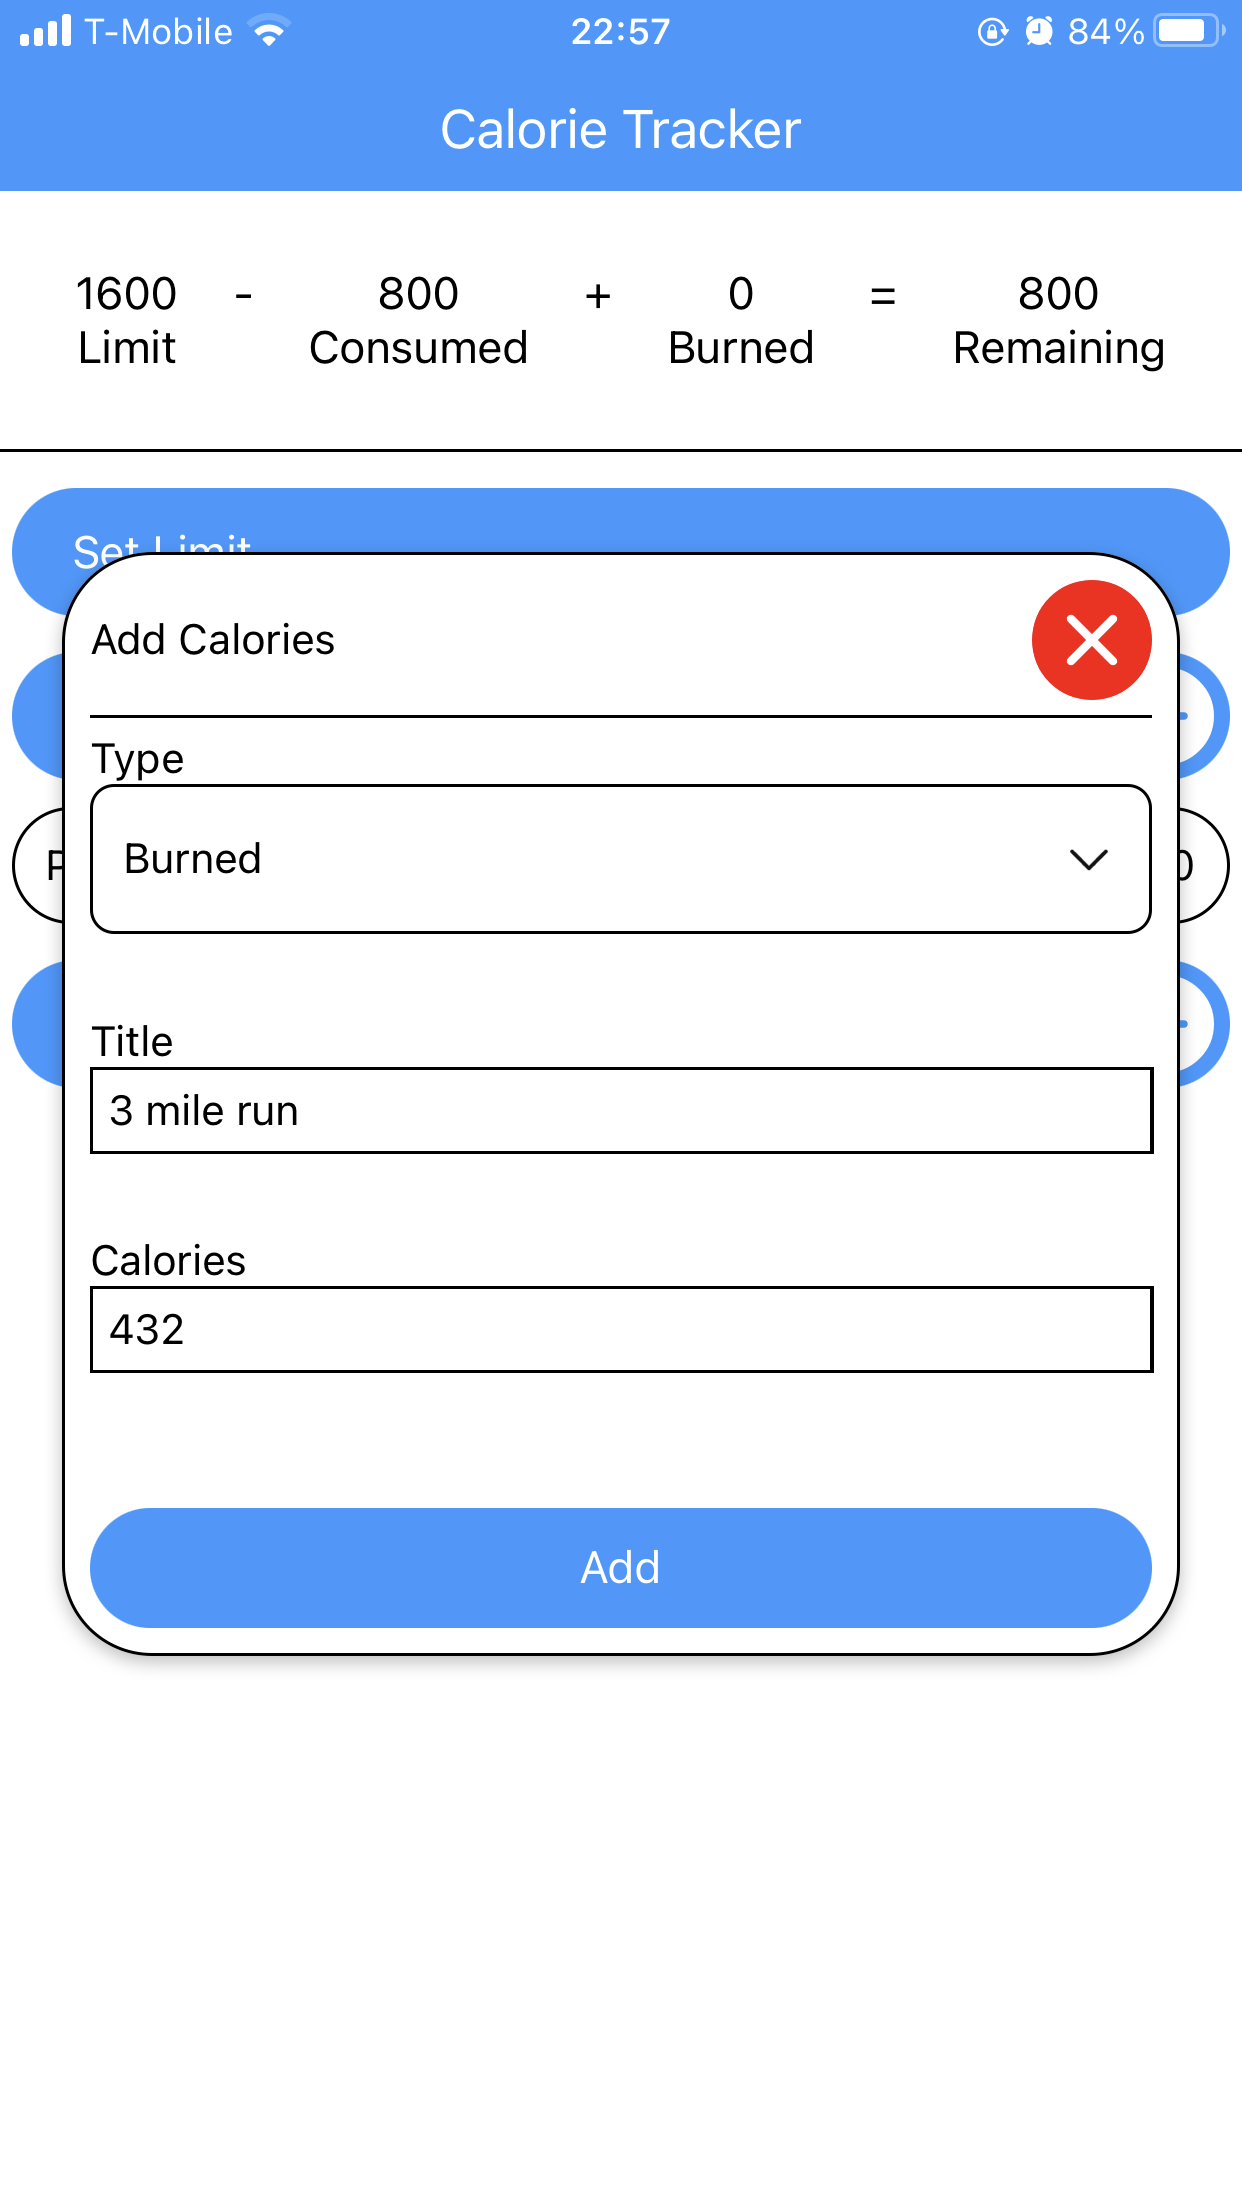 T-Mobile 22:57 84%
Calorie Tracker
1600 - 800 + 0 = 800
Limit Consumed Burned Remaining
Set Limit
Add Calories
Type
Burned
Title
3 mile run
Calories
432
Add